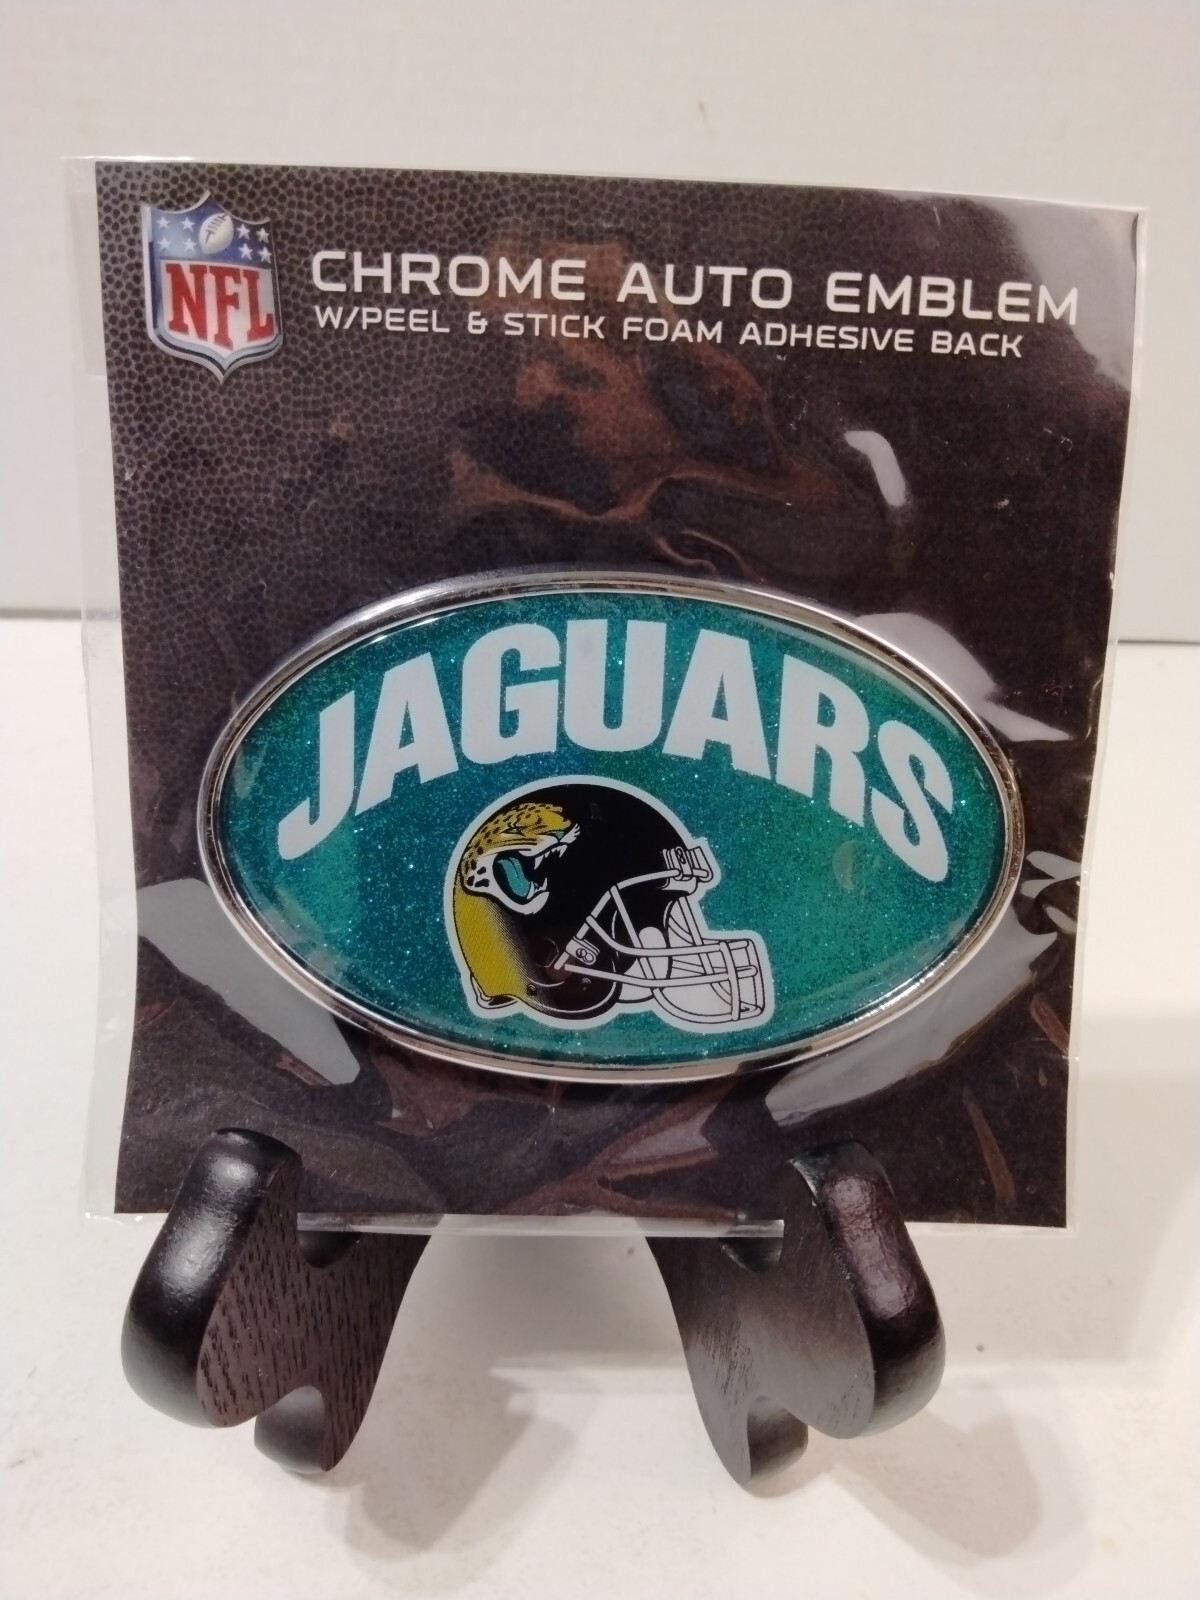 NFL
CHROME AUTO EMBLEM
W/PEEL & STICK FOAM ADHESIVE BACK
JAGUARS